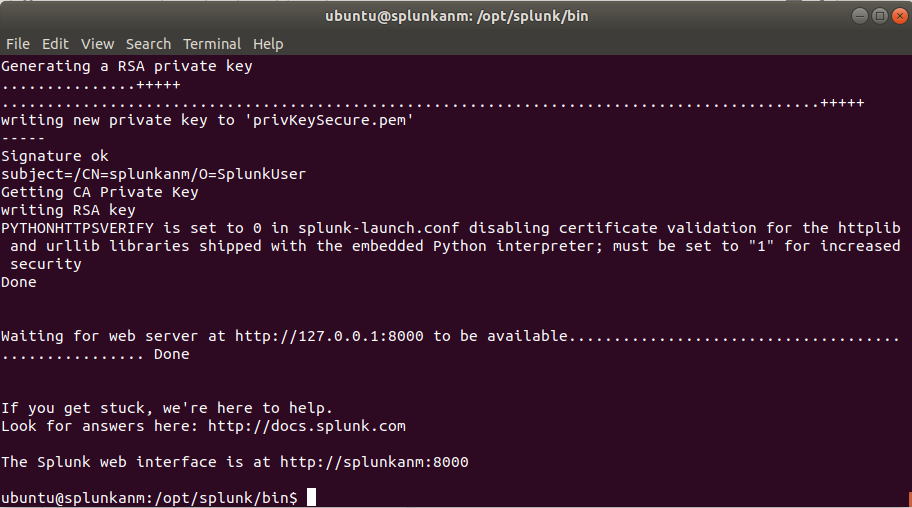 ubuntu@splunkanm: /opt/splunk/bin
File Edit View Search Terminal Help
Generating a RSA private key
...............+++++
...........................................................................................+++++
writing new private key to 'privKeySecure.pem'
-----
Signature ok
subject=/CN=splunkanm/O=SplunkUser
Getting CA Private Key
writing RSA key
PYTHONHTTPSVERIFY is set to 0 in splunk-launch.conf disabling certificate validation for the httplib
and urllib libraries shipped with the embedded Python interpreter; must be set to "1" for increased
security
Done
Waiting for web server at http://127.0.0.1:8000 to be available.....................................
................ Done
If you get stuck, we're here to help.
Look for answers here: http://docs.splunk.com
The Splunk web interface is at http://splunkanm:8000
ubuntu@splunkanm:/opt/splunk/bin$